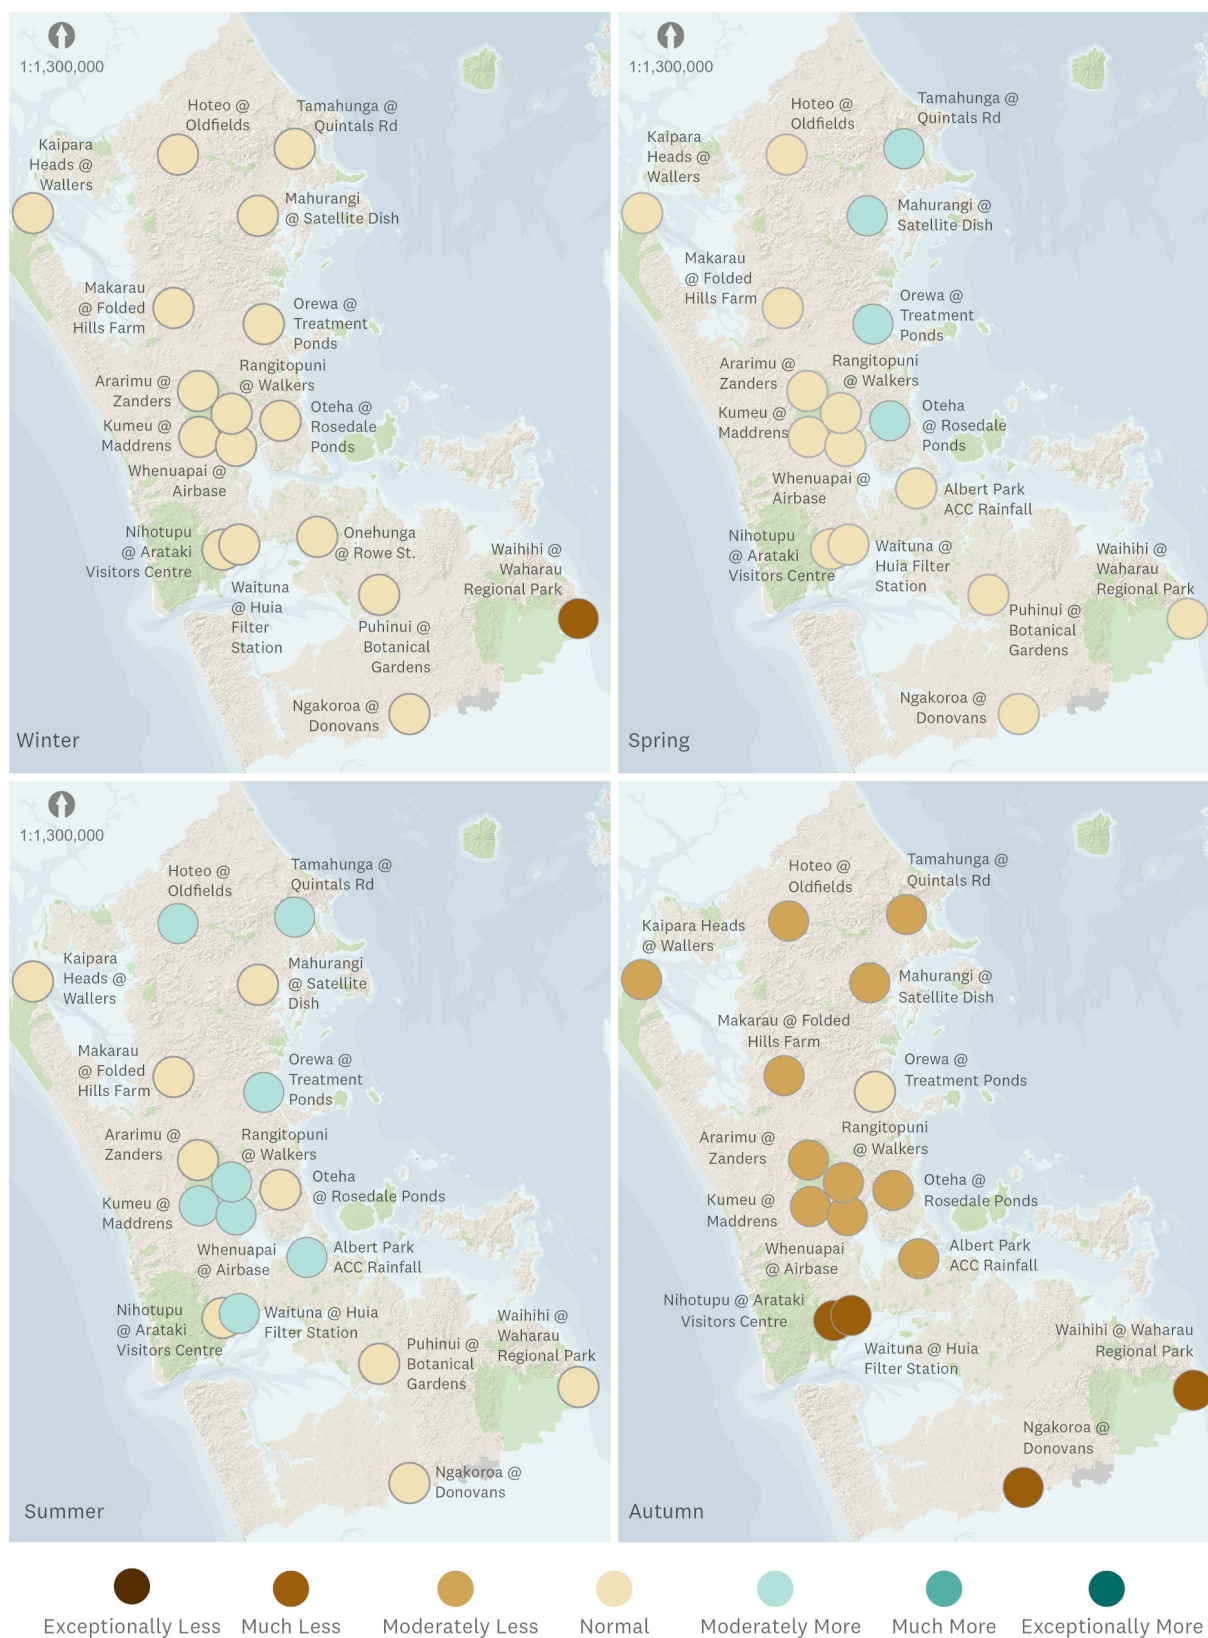 1:1,300,000
Hoteo @
Oldfields
Tamahunga @
Quintals Rd
Kaipara
Heads @
Wallers
Mahurangi
@ Satellite Dish
Makarau
@ Folded
Hills Farm
Orewa @
Treatment
Ponds
Rangitopuni
@ Walkers
Ararimu @
Zanders
Oteha @
Rosedale
Ponds
Kumeu @
Maddrens
Whenuapai @
Airbase
Nihotupu
@ Arataki
Visitors Centre
Onehunga
@ Rowe St.
Waihihi @
Waharau
Regional Park
Waituna
@ Huia
Filter
Station
Puhinui @
Botanical
Gardens
Ngakoroa @
Donovans
Winter
1:1,300,000
Hoteo @
Oldfields
Tamahunga @
Quintals Rd
Kaipara
Heads @
Wallers
Mahurangi @
Satellite Dish
Makarau
@ Folded
Hills Farm
Orewa @
Treatment
Ponds
Rangitopuni
@ Walkers
Ararimu @
Zanders
Kumeu @
Maddrens
Oteha
@ Rosedale
Ponds
Whenuapai @
Airbase
Albert Park
ACC Rainfall
Nihotupu
@ Arataki
Visitors Centre
Waituna @
Huia Filter
Station
Waihihi @
Waharau
Regional Park
Puhinui @
Botanical
Gardens
Ngakoroa @
Donovans
Spring
1:1,300,000
Hoteo @
Oldfields
Tamahunga @
Quintals Rd
Kaipara
Heads @
Wallers
Mahurangi
@ Satellite
Dish
Makarau
@ Folded
Hills Farm
Orewa @
Treatment
Ponds
Ararimu @
Zanders
Rangitopuni
@ Walkers
Oteha
@ Rosedale Ponds
Kumeu @
Maddrens
Whenuapai
@ Airbase
Albert Park
ACC Rainfall
Nihotupu
@ Arataki
Visitors Centre
Waituna @ Huia
Filter Station
Waihihi @
Waharau
Regional Park
Puhinui @
Botanical
Gardens
Ngakoroa @
Donovans
Summer
Hoteo @
Oldfields
Tamahunga @
Quintals Rd
Kaipara Heads
@ Wallers
Mahurangi @
Satellite Dish
Makarau @ Folded
Hills Farm
Orewa @
Treatment Ponds
Rangitopuni
@ Walkers
Ararimu @
Zanders
Oteha @
Rosedale Ponds
Kumeu @
Maddrens
Whenuapai
@ Airbase
Albert Park
ACC Rainfall
Nihotupu @ Arataki
Visitors Centre
Waituna @ Huia
Filter Station
Waihihi @ Waharau
Regional Park
Ngakoroa @
Donovans
Autumn
Exceptionally Less
Much Less
Moderately Less
Normal
Moderately More
Much More
Exceptionally More